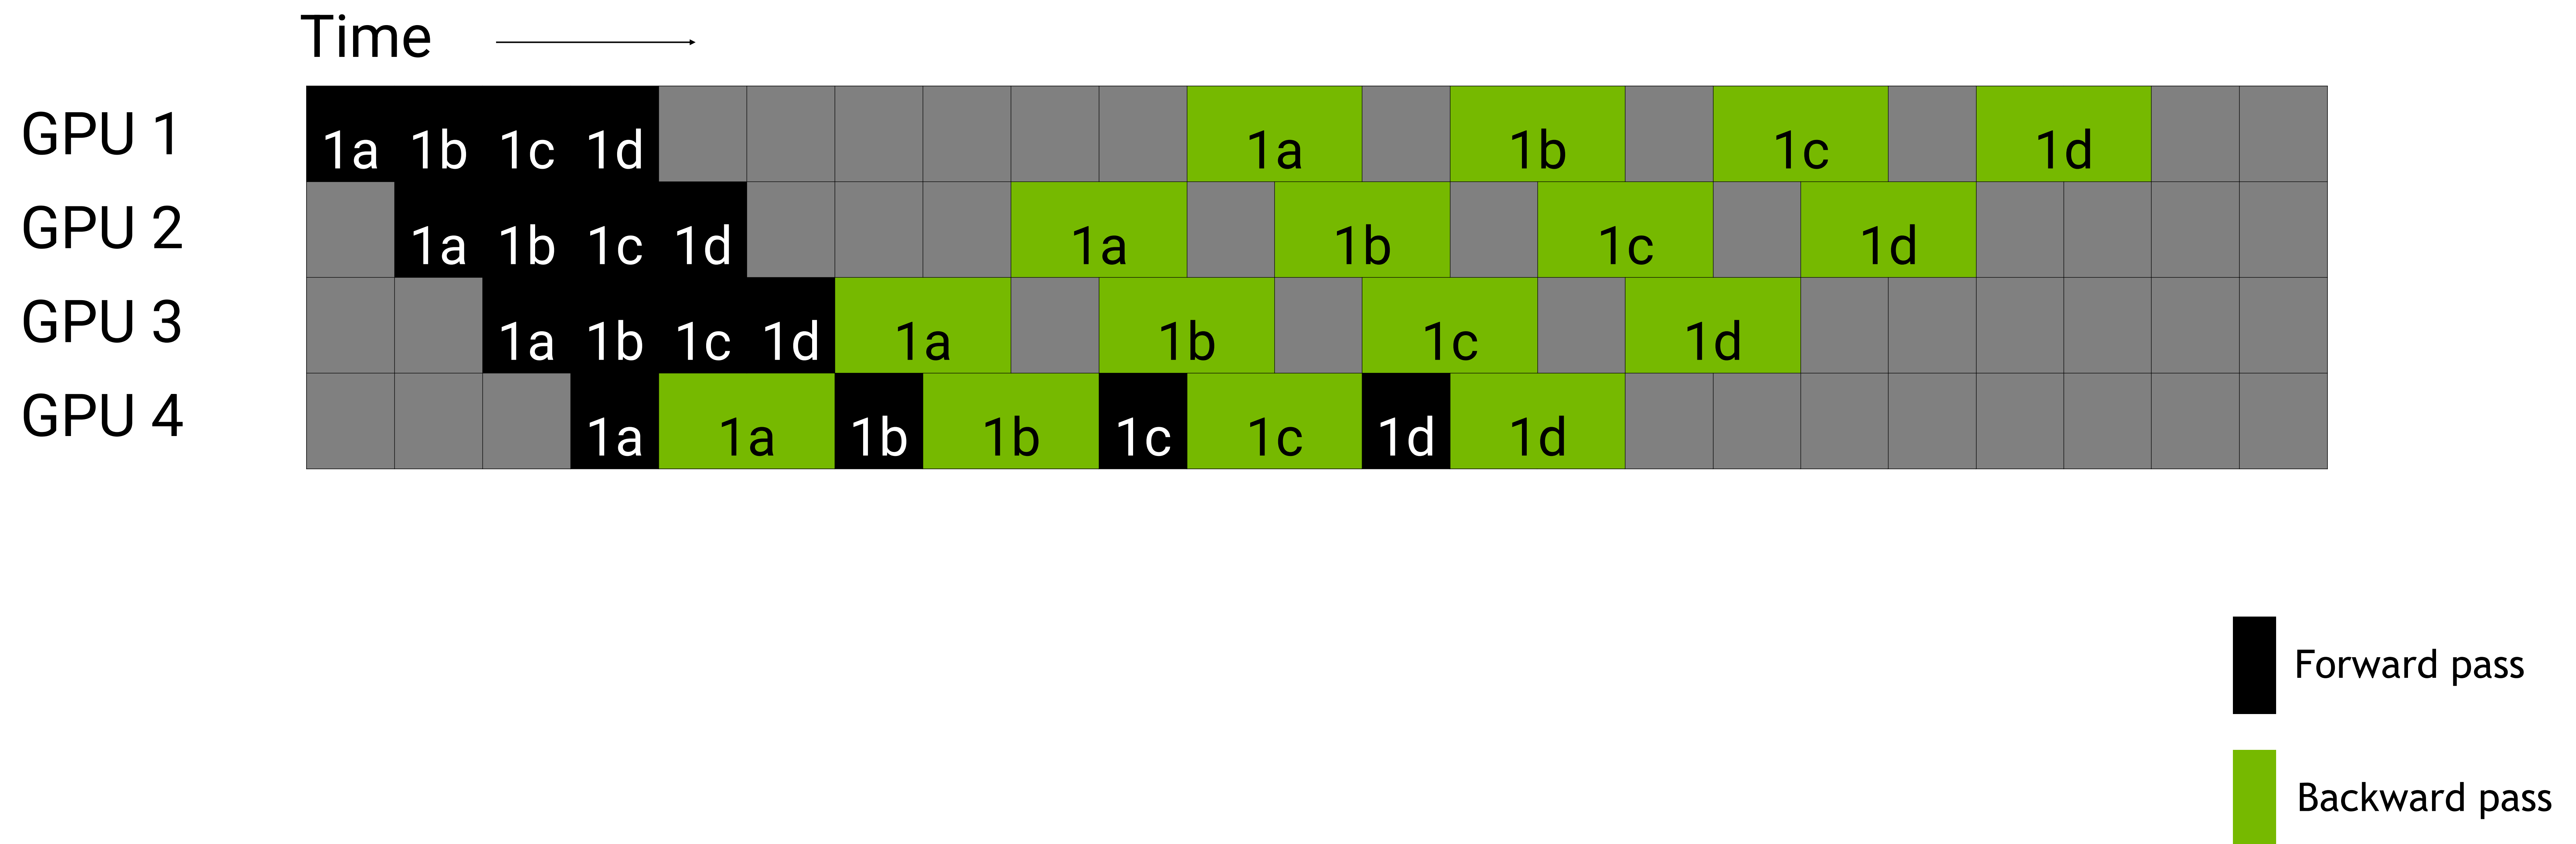 Time
GPU 1 1a 1b 1c 1d 1a 1b 1c 1d
GPU 2 1a 1b 1c 1d 1a 1b 1c 1d
GPU 3 1a 1b 1c 1d 1a 1b 1c 1d
GPU 4 1a 1a 1b 1b 1c 1c 1d 1d
Forward pass
Backward pass